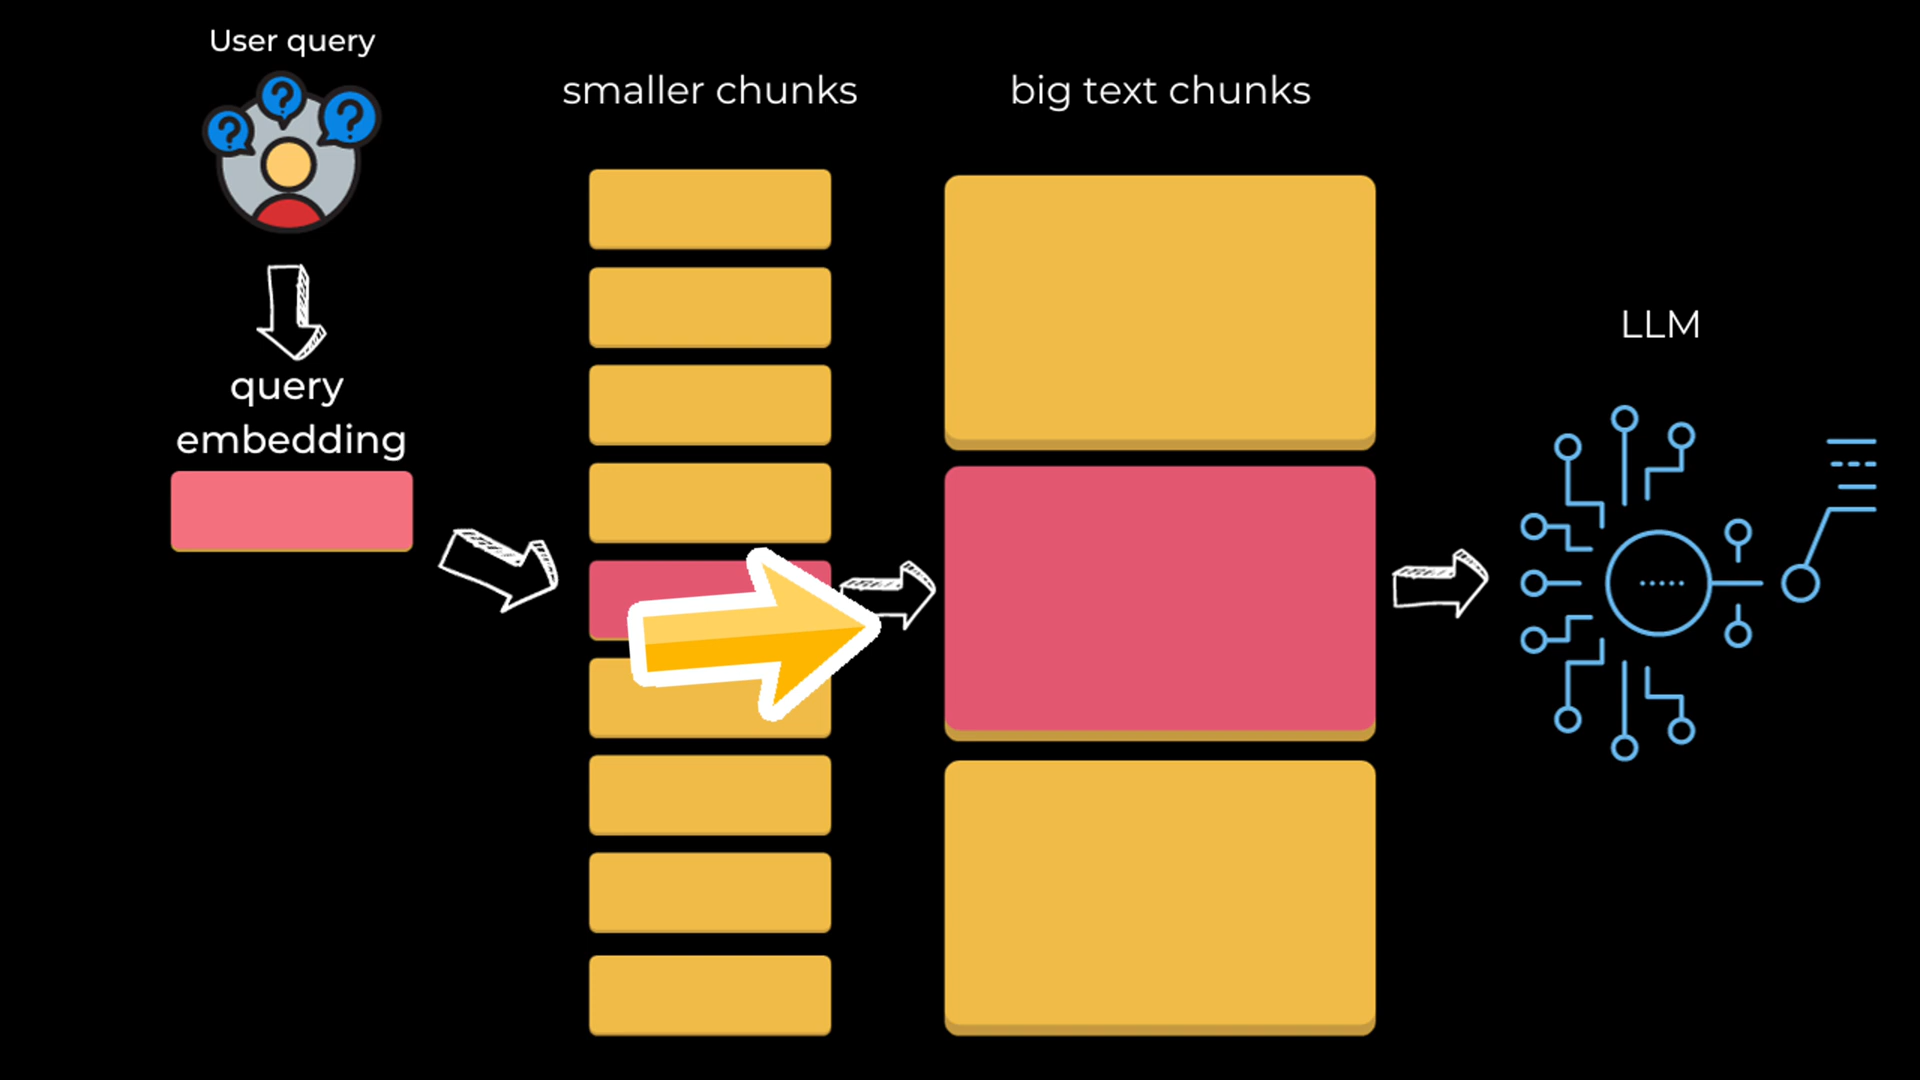 User query
smaller chunks
big text chunks
query
embedding
LLM
? ? ?